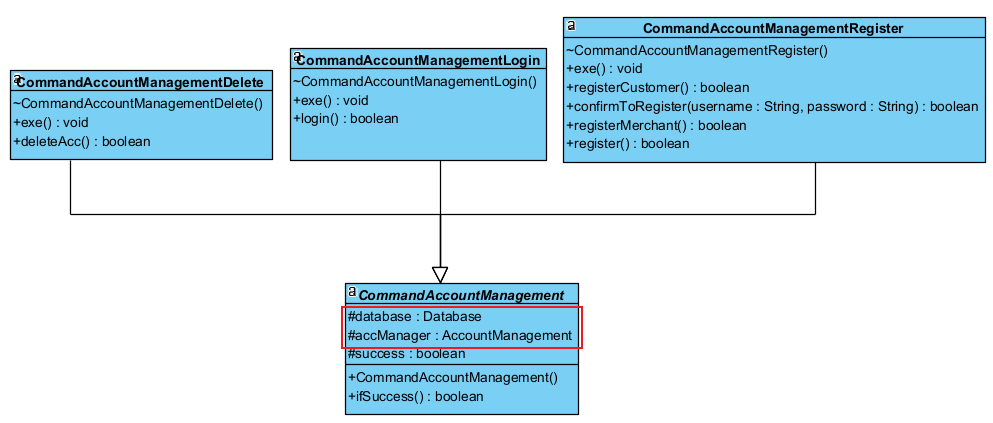 a
CommandAccountManagementDelete
~CommandAccountManagementDelete()
+exe() : void
+deleteAcc() : boolean
a
CommandAccountManagementLogin
~CommandAccountManagementLogin()
+exe() : void
+login() : boolean
a
CommandAccountManagementRegister
~CommandAccountManagementRegister()
+exe() : void
+registerCustomer() : boolean
+confirmToRegister(username : String, password : String) : boolean
+registerMerchant() : boolean
+register() : boolean
a
CommandAccountManagement
#database : Database
#accManager : AccountManagement
#success : boolean
+CommandAccountManagement()
+ifSuccess() : boolean